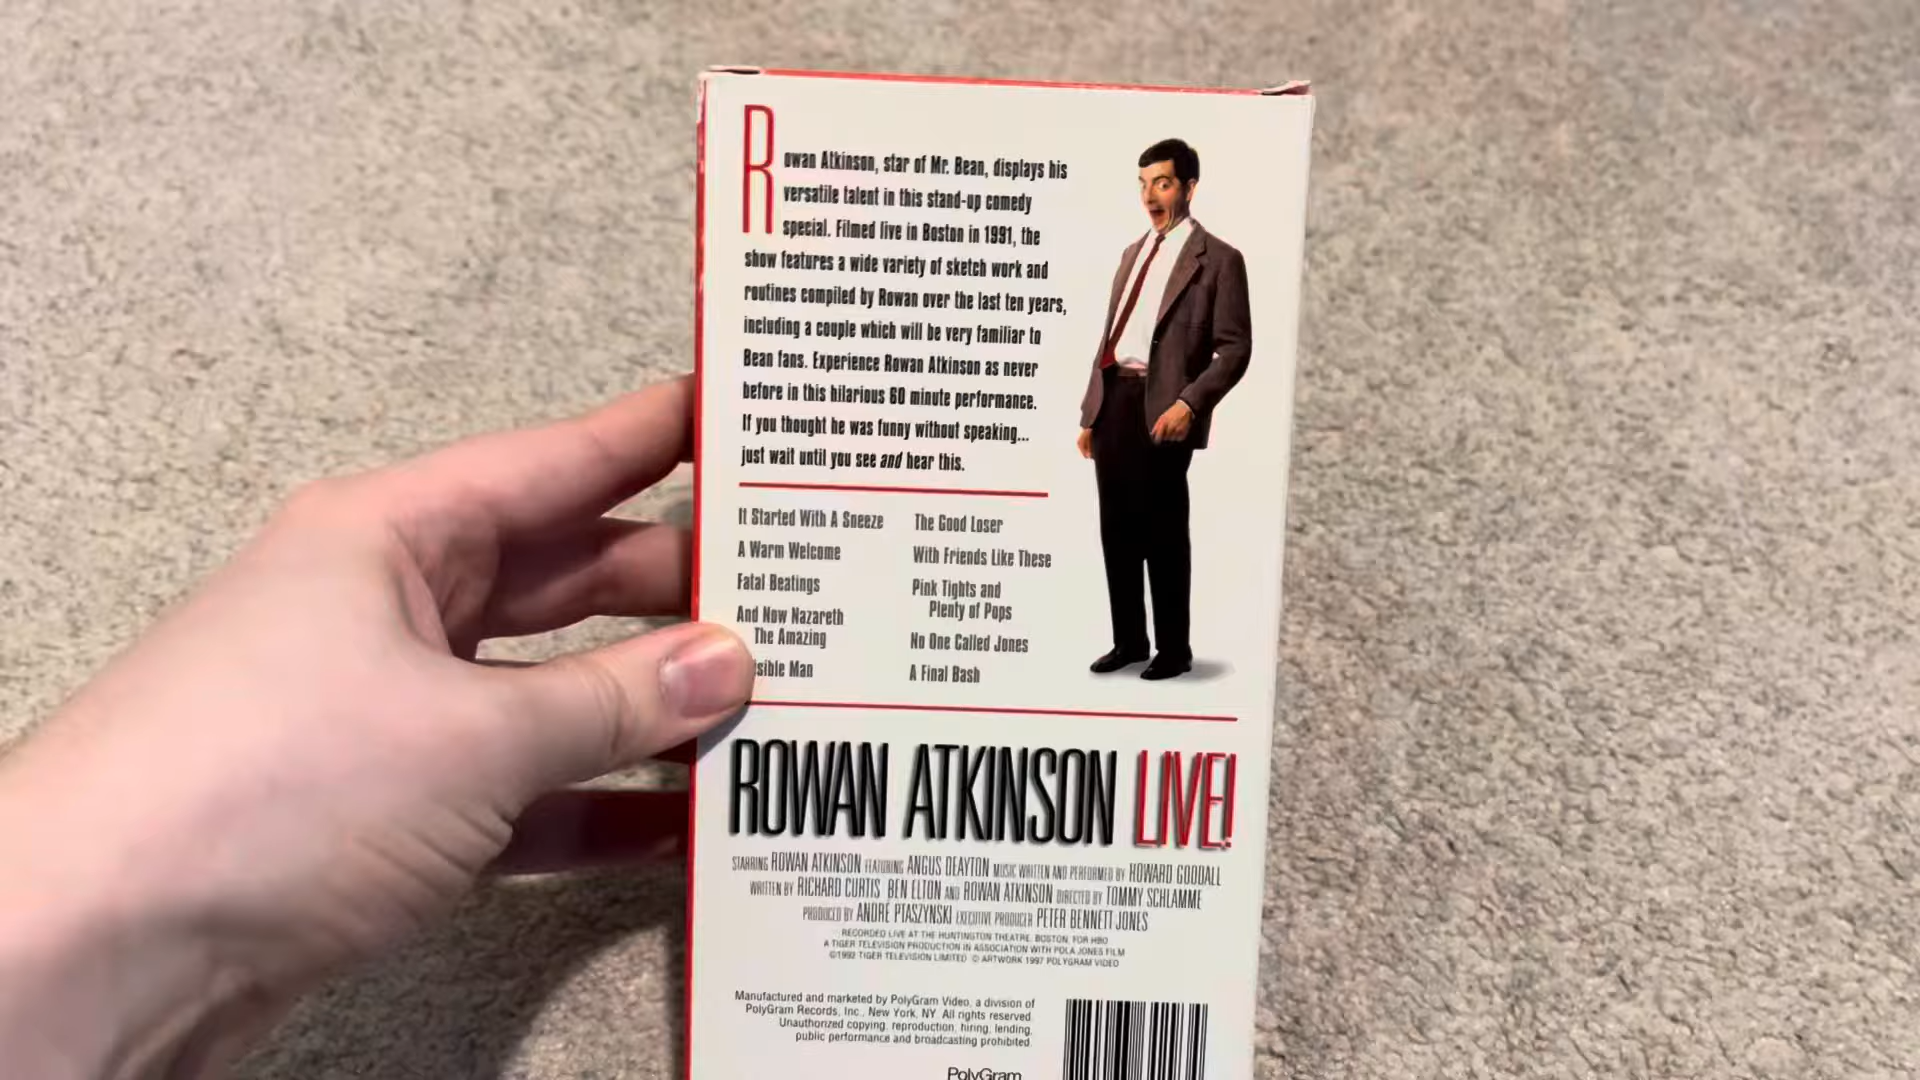 Rowan Atkinson, star of Mr. Bean, displays his
versatile talent in this stand-up comedy
special. Filmed live in Boston in 1991, the
show features a wide variety of sketch work and
routines compiled by Rowan over the last ten years,
including a couple which will be very familiar to
Bean fans. Experience Rowan Atkinson as never
before in this hilarious 60 minute performance.
If you thought he was funny without speaking...
just wait until you see and hear this.
It Started With A Sneeze
A Warm Welcome
Fatal Beatings
And Now Nazareth
The Amazing
sible Man
The Good Loser
With Friends Like These
Pink Tights and
Plenty of Pops
No One Called Jones
A Final Bash
ROWAN ATKINSON LIVE!
STARRING ROWAN ATKINSON FEATURING ANGUS DEAYTON MUSIC WRITTEN AND PERFORMED BY HOWARD GOODALL
WRITTEN BY RICHARD CURTIS BEN ELTON AND ROWAN ATKINSON DIRECTED BY TOMMY SCHLAMME
PRODUCED BY ANDRÉ PTASZYNSKI EXECUTIVE PRODUCER PETER BENNETT JONES
RECORDED LIVE AT THE HUNTINGTON THEATRE, BOSTON, FOR HBO
A TIGER TELEVISION PRODUCTION IN ASSOCIATION WITH POLA JONES FILM
©1992 TIGER TELEVISION LIMITED © ARTWORK 1997 POLYGRAM VIDEO
Manufactured and marketed by PolyGram Video, a division of
PolyGram Records, Inc., New York, NY. All rights reserved.
Unauthorized copying, reproduction, hiring, lending,
public performance and broadcasting prohibited.
PolyGram